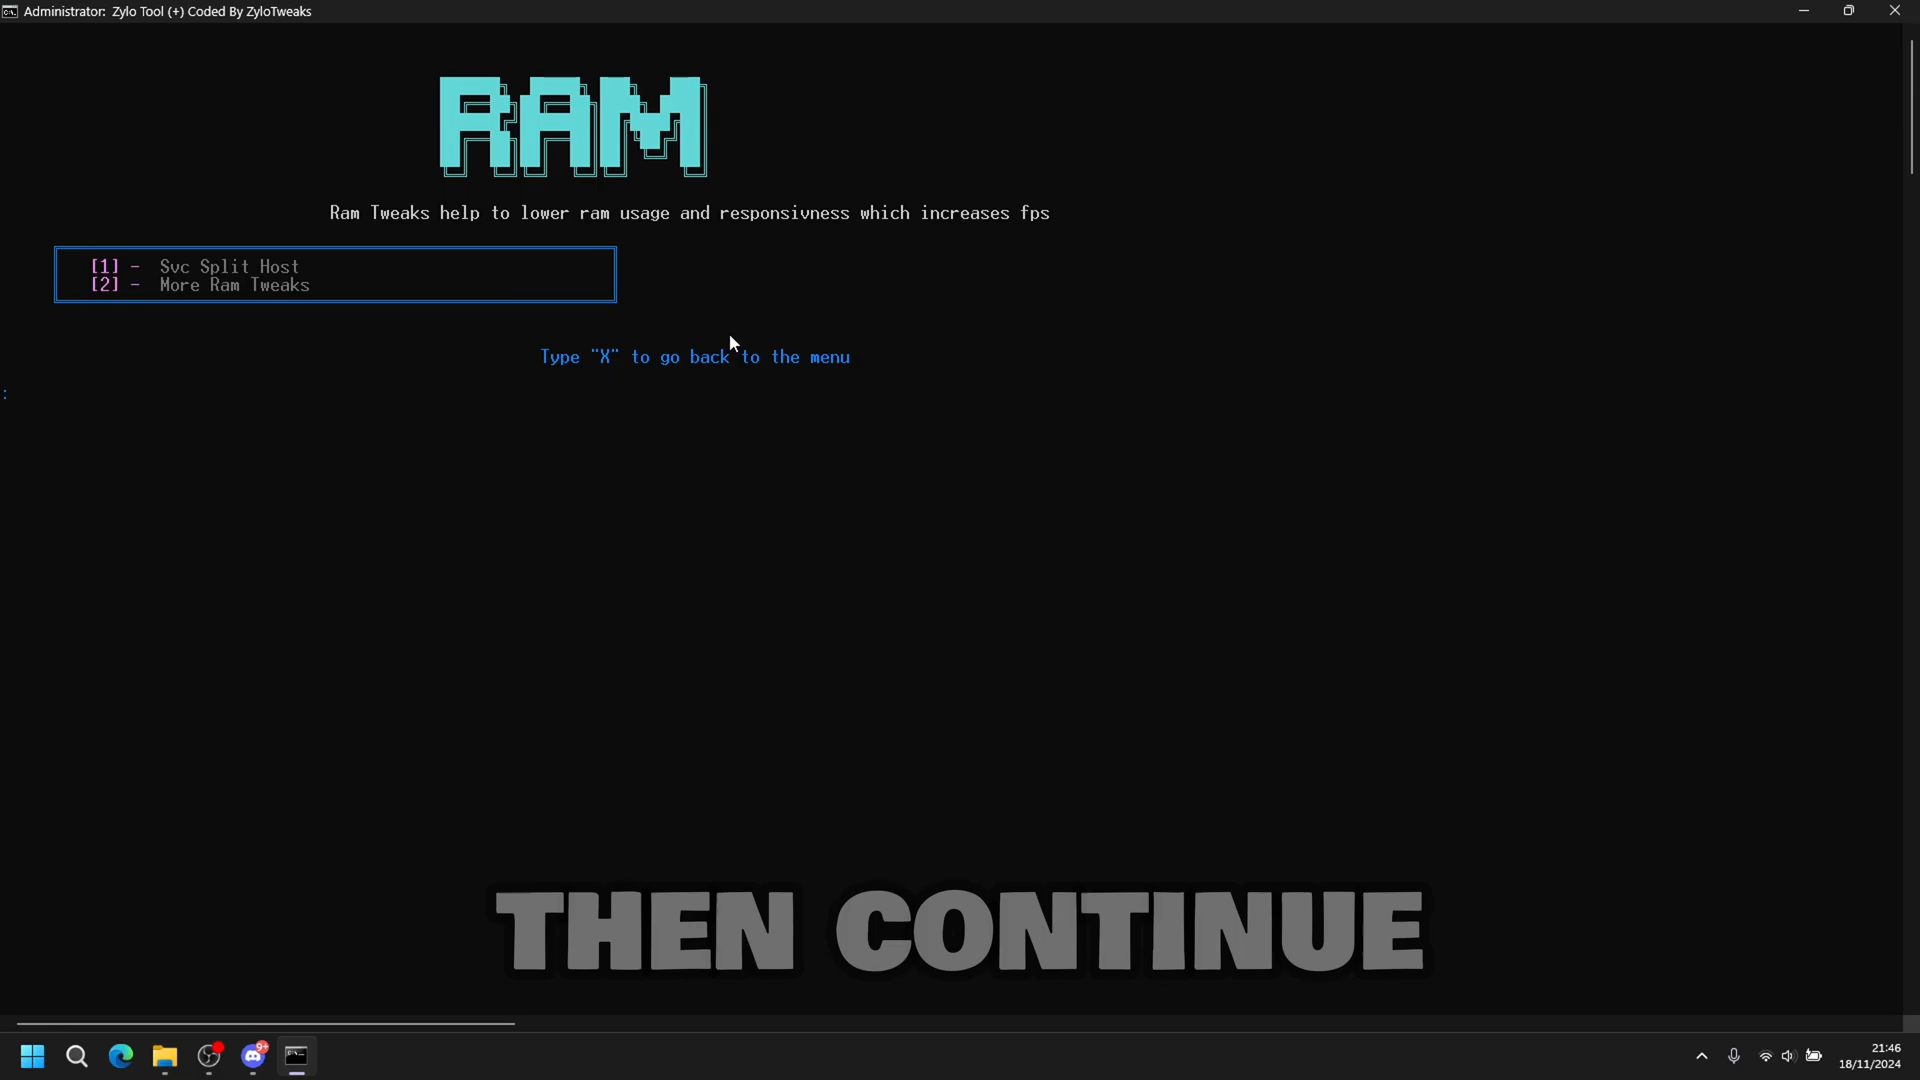 Administrator: Zylo Tool (+) Coded By ZyloTweaks
RAM
Ram Tweaks help to lower ram usage and responsivness which increases fps
[1] - Svc Split Host
[2] - More Ram Tweaks
Type "X" to go back to the menu
:
THEN CONTINUE
9+
21:46
18/11/2024